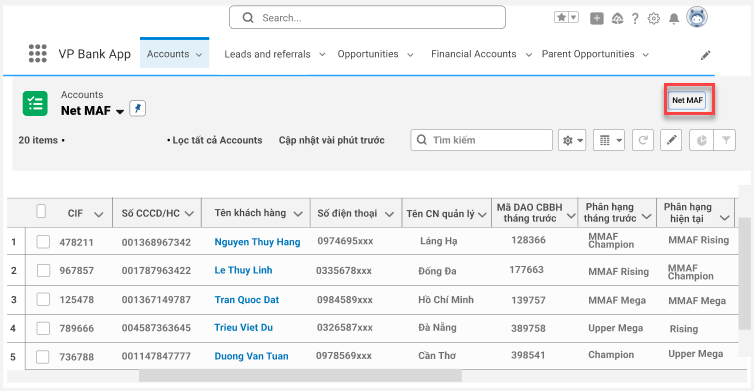 Search...
VP Bank App Accounts Leads and referrals Opportunities Financial Accounts Parent Opportunities
Accounts
Net MAF
Net MAF
20 items • • Lọc tất cả Accounts Cập nhật vài phút trước Tìm kiếm
CIF Số CCCD/HC Tên khách hàng Số điện thoại Tên CN quản lý Mã DAO CBBH tháng trước Phân hạng tháng trước Phân hạng hiện tại
1 478211 001368967342 Nguyen Thuy Hang 0974695xxx Láng Hạ 128366 MMAF Champion MMAF Rising
2 967857 001787963422 Le Thuy Linh 0335678xxx Đống Đa 177663 MMAF Rising MMAF Champion
3 125478 001367149787 Tran Quoc Dat 0984589xxx Hồ Chí Minh 139757 MMAF Mega MMAF Mega
4 789666 004587363645 Trieu Viet Du 0326587xxx Đà Nẵng 389758 Upper Mega Rising
5 736788 001147847777 Duong Van Tuan 0978569xxx Cần Thơ 398541 Champion Upper Mega